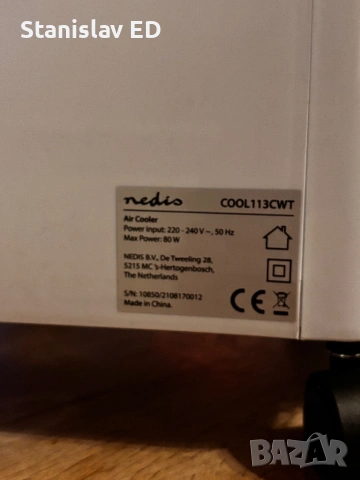 Stanislav ED
nedis COOL113CWT
Air Cooler
Power input: 220 - 240 V ~, 50 Hz
Max Power: 80 W
NEDIS B.V., De Tweeling 28,
5215 MC 's-Hertogenbosch,
The Netherlands
S/N: 10850/2108170012
Made in China.
CE
BAZAR